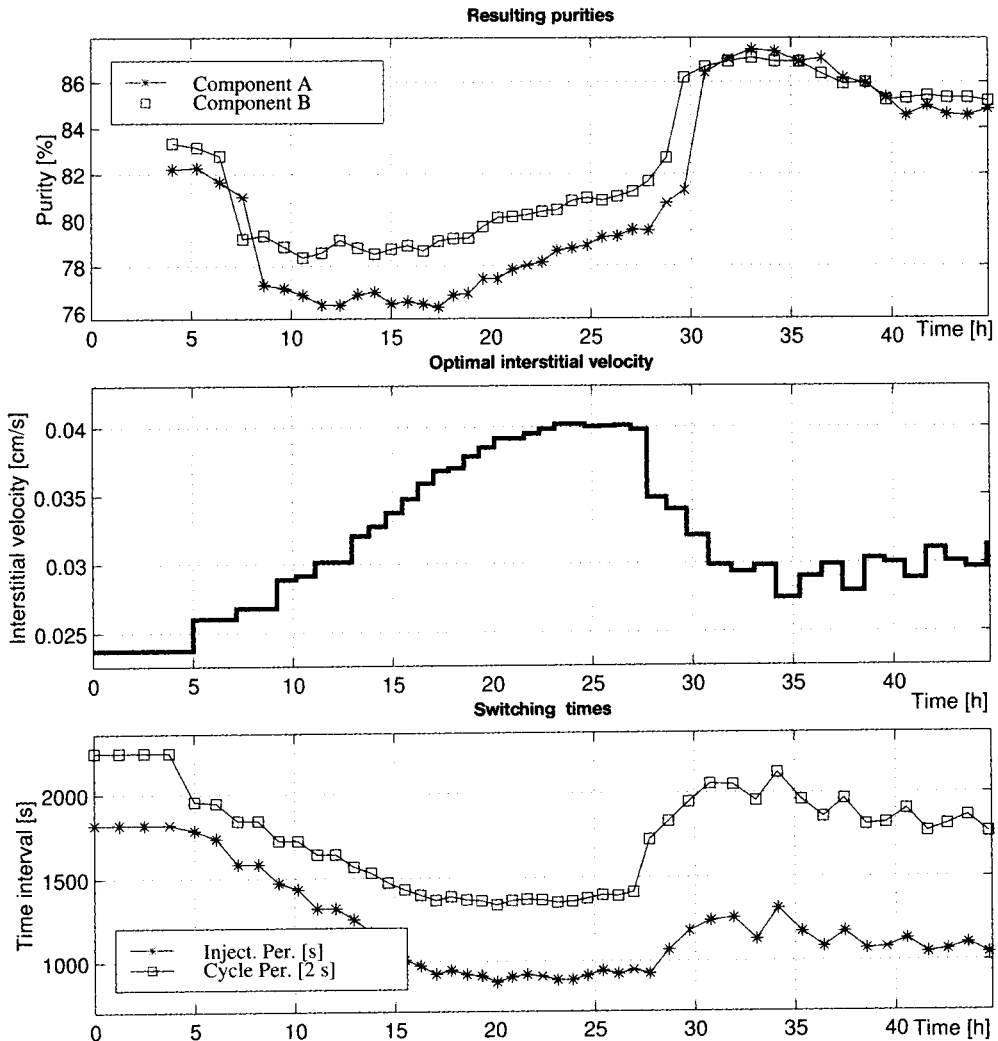 Resulting purities
Purity [%]
86
84
82
80
78
76
Component A
Component B
0 5 10 15 20 25 30 35 40 Time [h]
Optimal interstitial velocity
Interstitial velocity [cm/s]
0.04
0.035
0.03
0.025
0 5 10 15 20 25 30 35 40 Time [h]
Switching times
Time interval [s]
2000
1500
1000
Inject. Per. [s]
Cycle Per. [2 s]
0 5 10 15 20 25 30 35 40 Time [h]